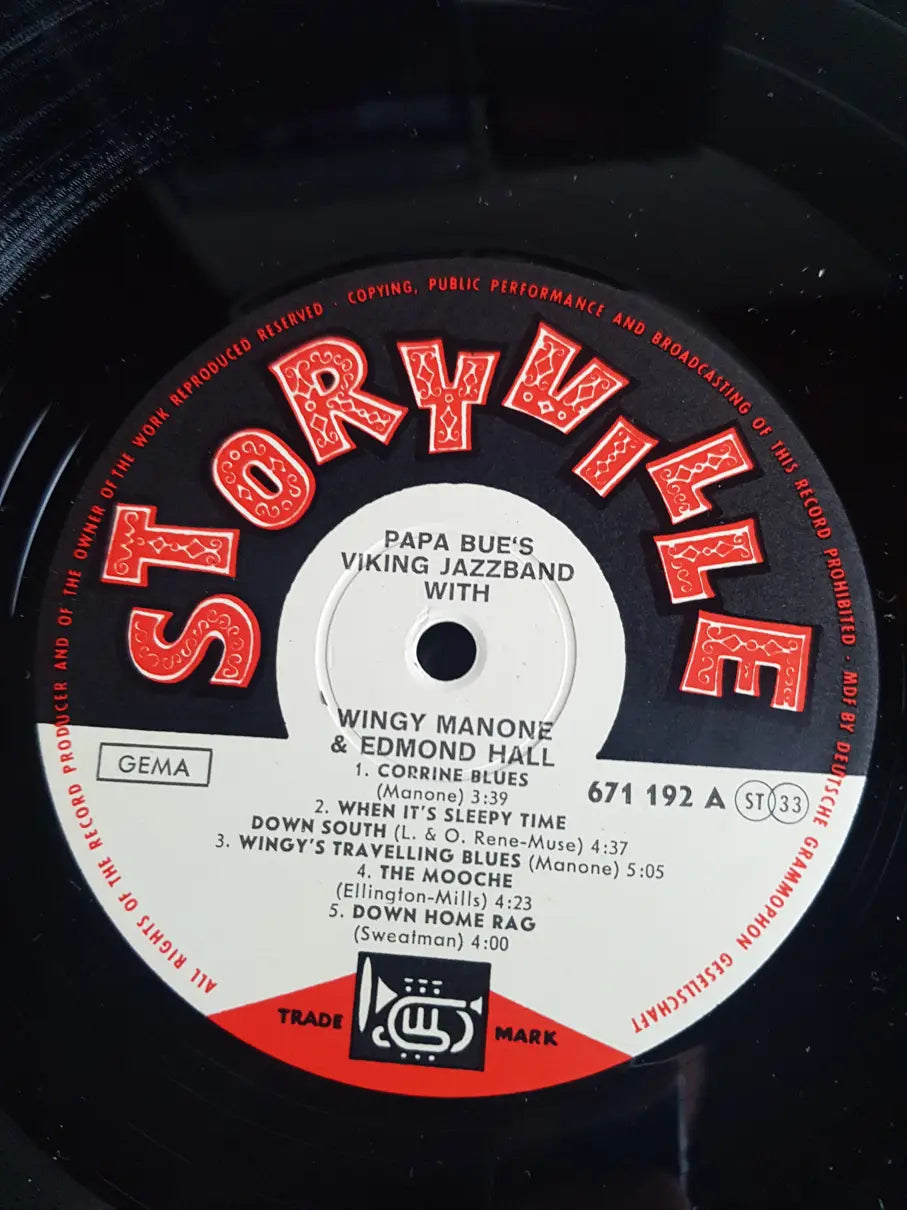 ALL RIGHTS OF THE RECORD PRODUCER AND OF THE OWNER OF THE WORK REPRODUCED RESERVED · COPYING, PUBLIC PERFORMANCE AND BROADCASTING OF THIS RECORD PROHIBITED · MDF BY DEUTSCHE GRAMMOPHON GESELLSCHAFT
STORYVILLE
PAPA BUE'S
VIKING JAZZBAND
WITH
WINGY MANONE
& EDMOND HALL
GEMA
671 192 A ST 33
1. CORRINE BLUES
(Manone) 3:39
2. WHEN IT'S SLEEPY TIME
DOWN SOUTH (L. & O. Rene-Muse) 4:37
3. WINGY'S TRAVELLING BLUES (Manone) 5:05
4. THE MOOCHE
(Ellington-Mills) 4:23
5. DOWN HOME RAG
(Sweatman) 4:00
TRADE MARK